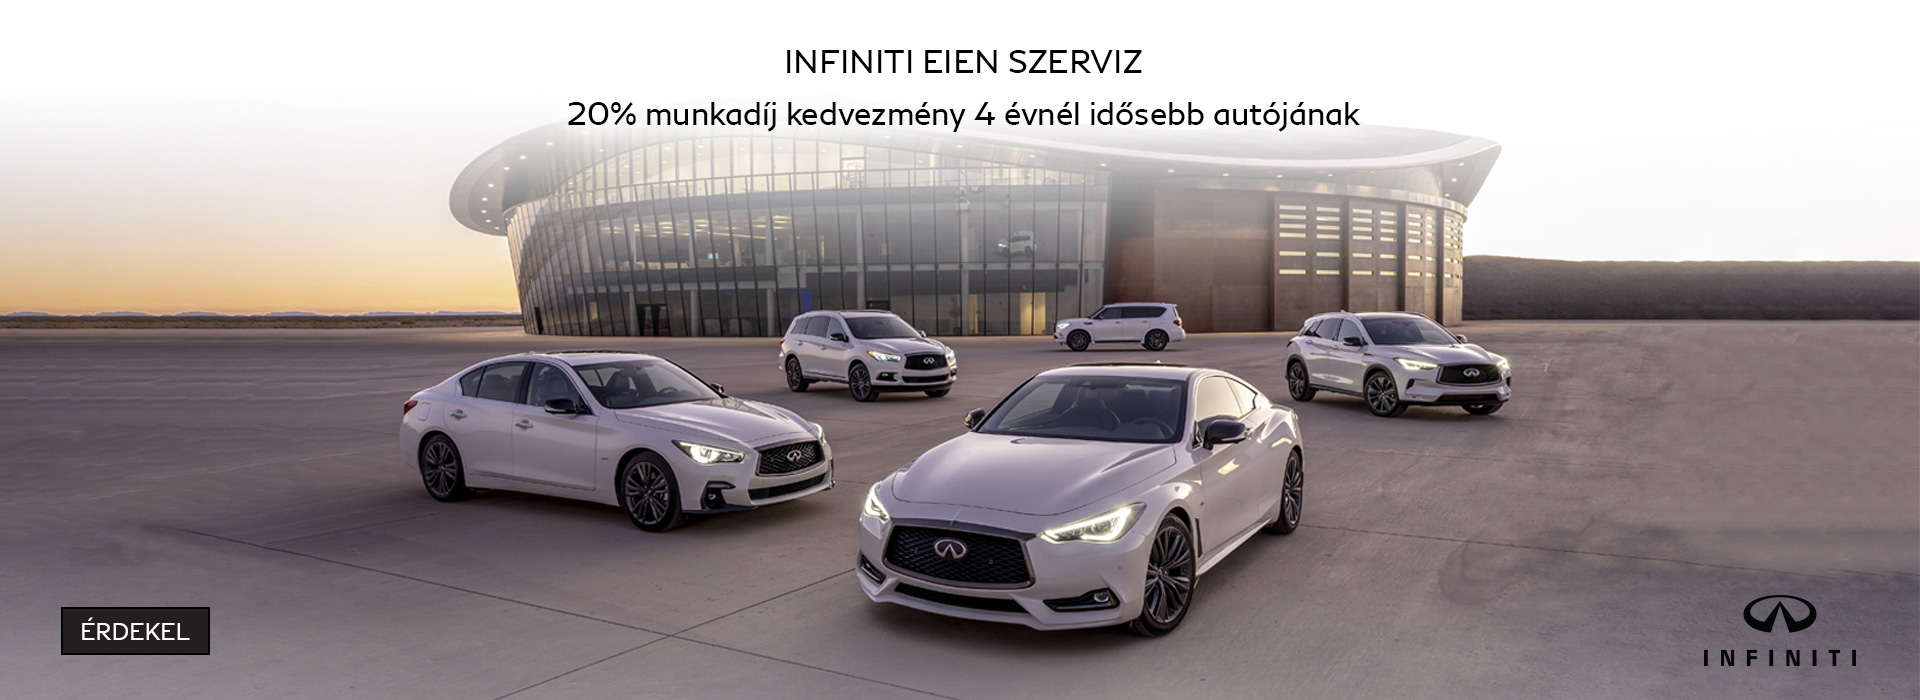 INFINITI EIEN SZERVIZ
20% munkadíj kedvezmény 4 évnél idősebb autójának
ÉRDEKEL
INFINITI